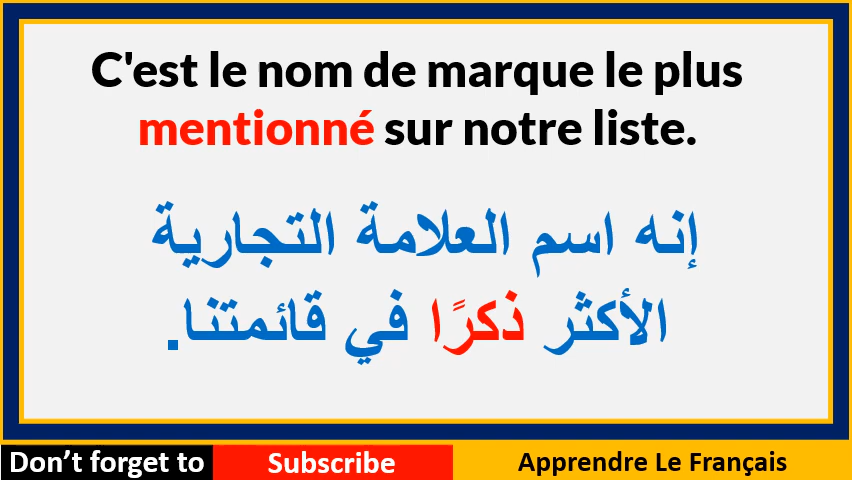 C'est le nom de marque le plus
mentionné sur notre liste.
إنه اسم العلامة التجارية
الأكثر ذكرًا في قائمتنا.
Don’t forget to Subscribe Apprendre Le Français